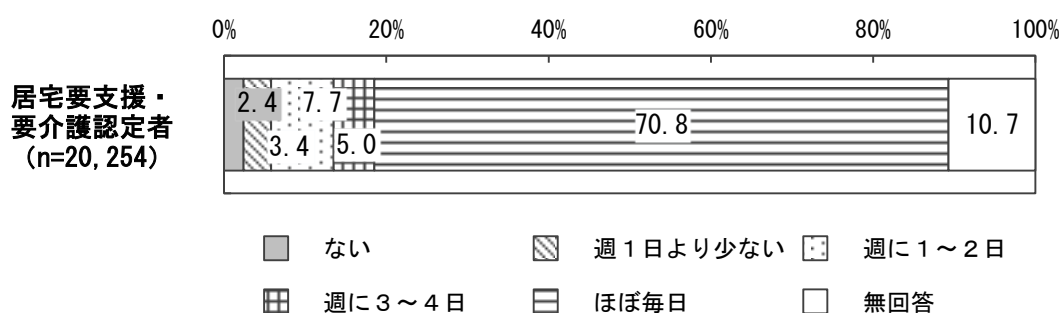 0% 20% 40% 60% 80% 100%
居宅要支援・
要介護認定者
(n=20,254)
2.4 7.7
3.4 5.0 70.8 10.7
ない 週１日より少ない 週に１～２日
週に３～４日 ほぼ毎日 無回答